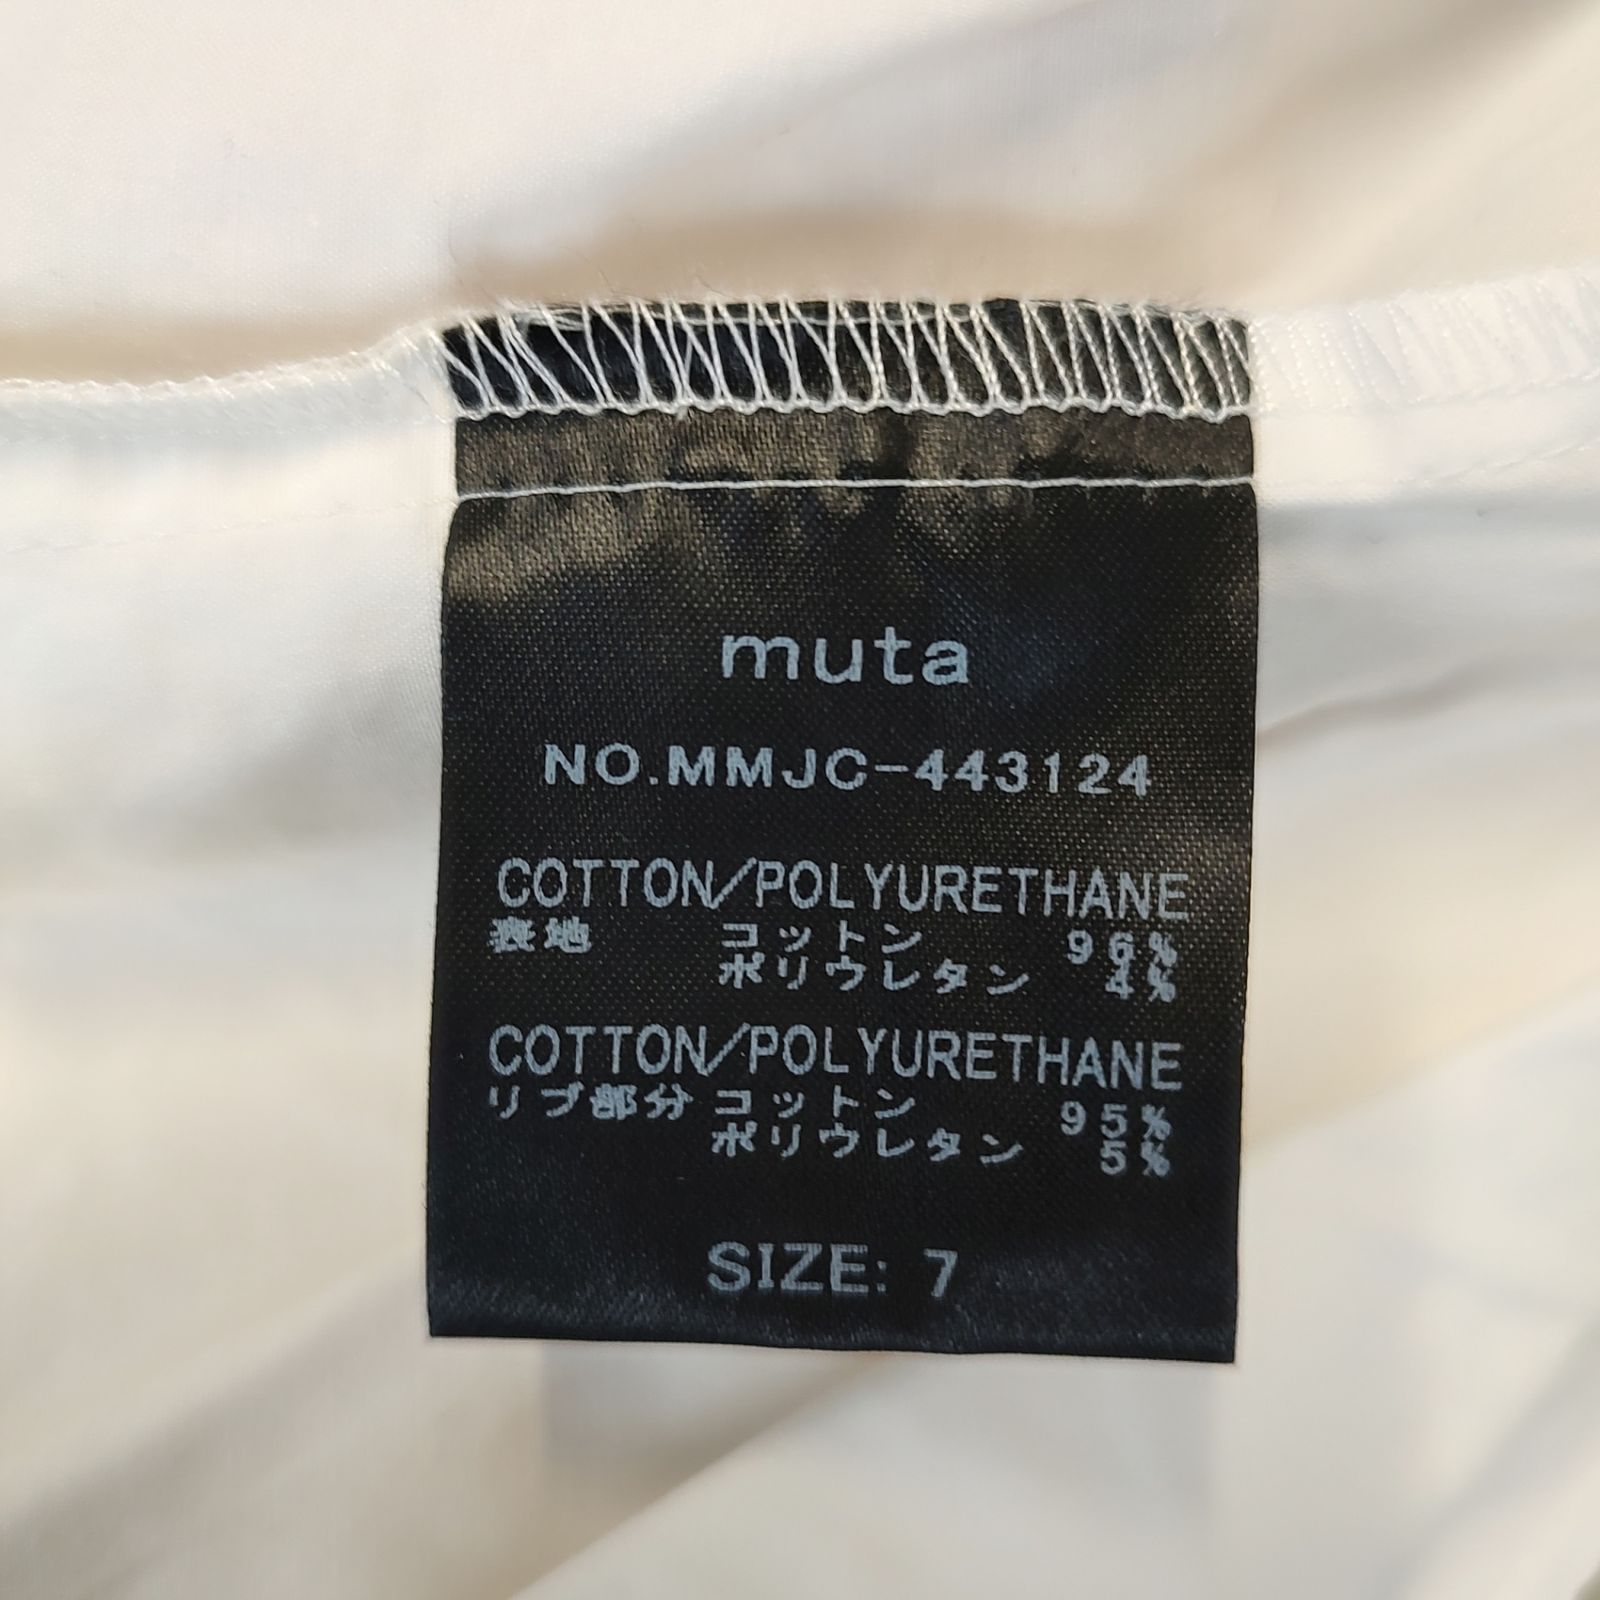 muta
NO.MMJC-443124
COTTON/POLYURETHANE
表地 コットン 96%
ポリウレタン 4%
COTTON/POLYURETHANE
リブ部分 コットン 95%
ポリウレタン 5%
SIZE: 7